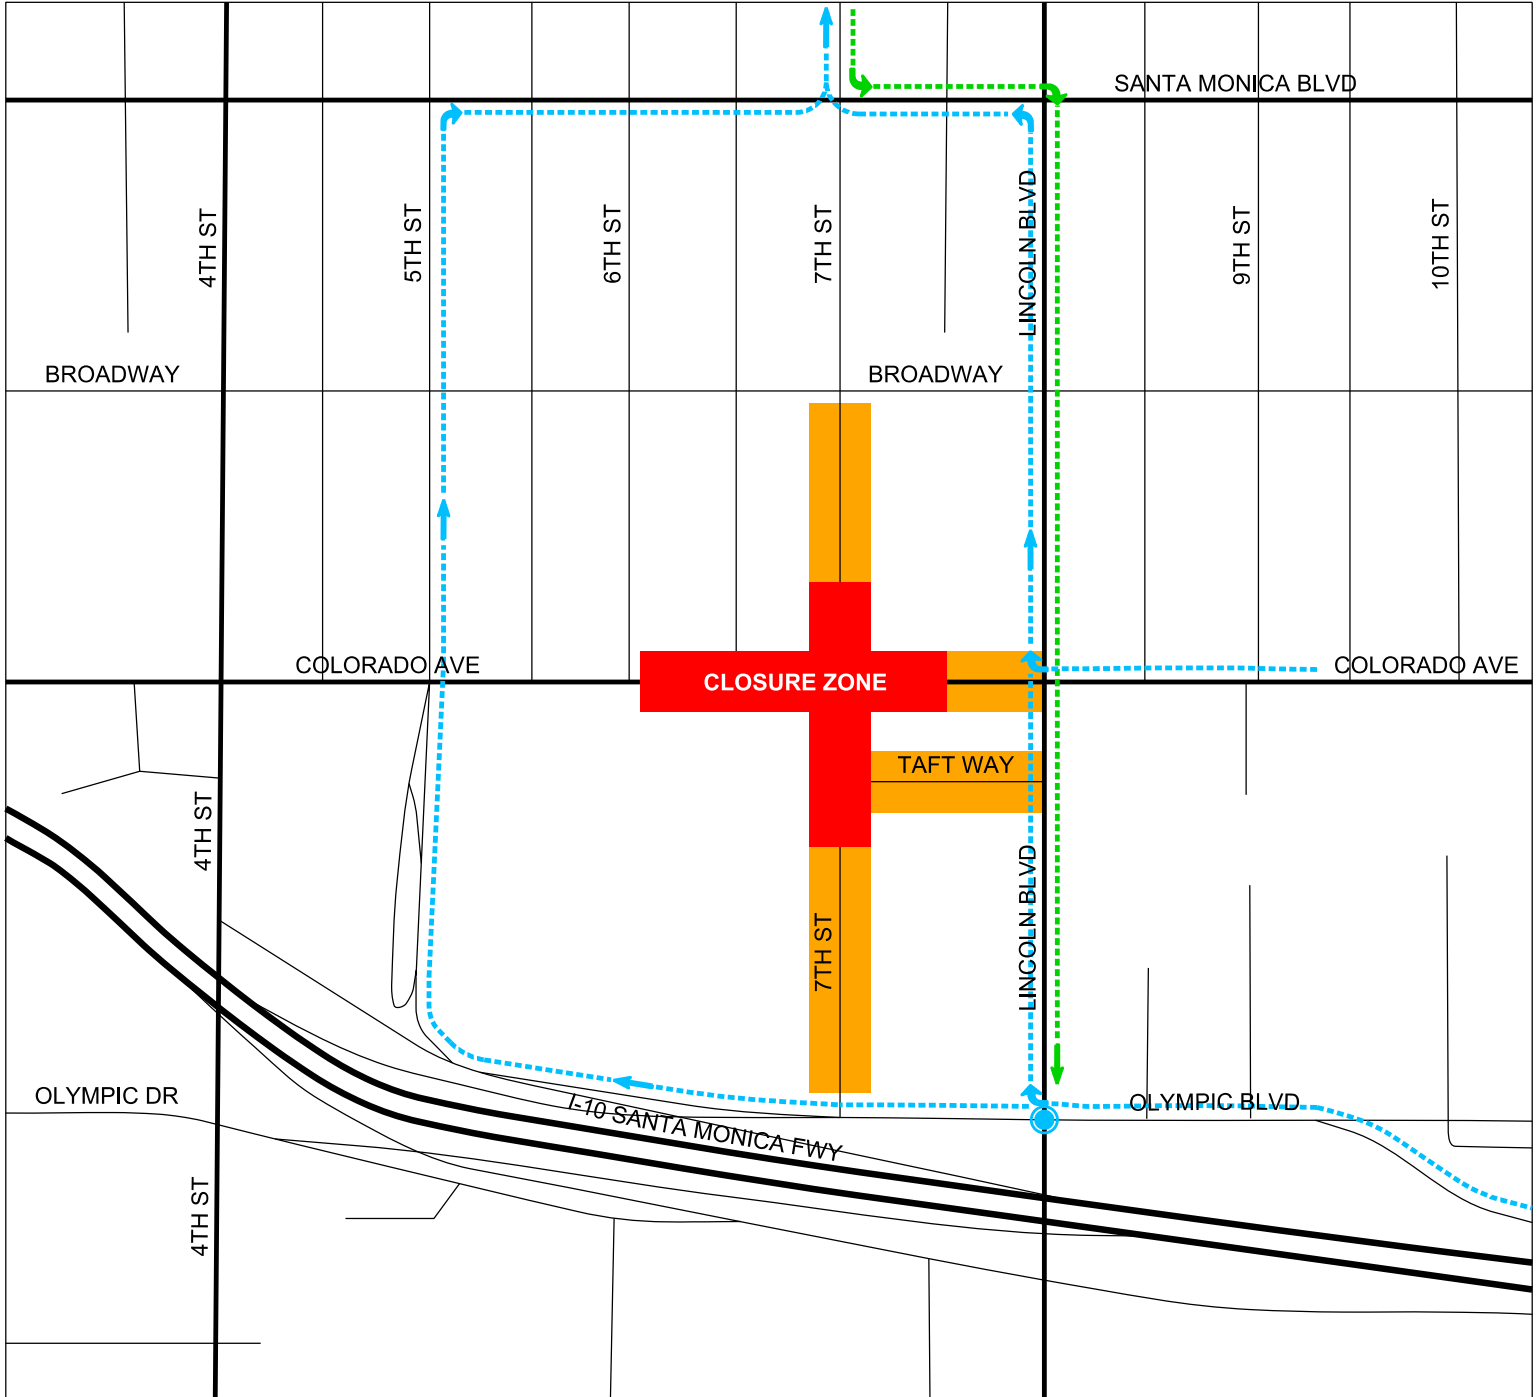 SANTA MONICA BLVD
4TH ST
5TH ST
6TH ST
7TH ST
LINCOLN BLVD
9TH ST
10TH ST
BROADWAY
BROADWAY
COLORADO AVE
CLOSURE ZONE
COLORADO AVE
TAFT WAY
4TH ST
7TH ST
LINCOLN BLVD
OLYMPIC DR
I-10 SANTA MONICA FWY
OLYMPIC BLVD
4TH ST